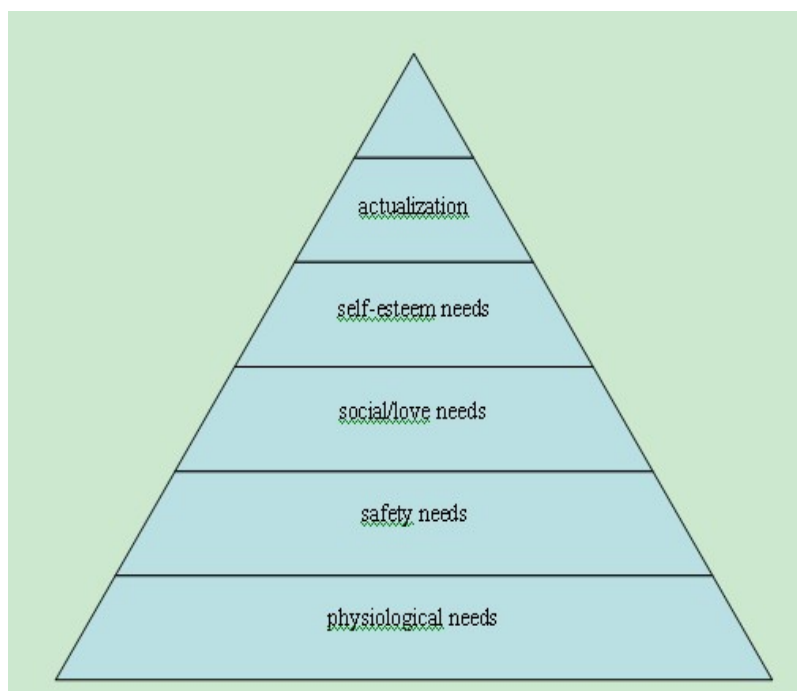 actualization
self-esteem needs
social/love needs
safety needs
physiological needs